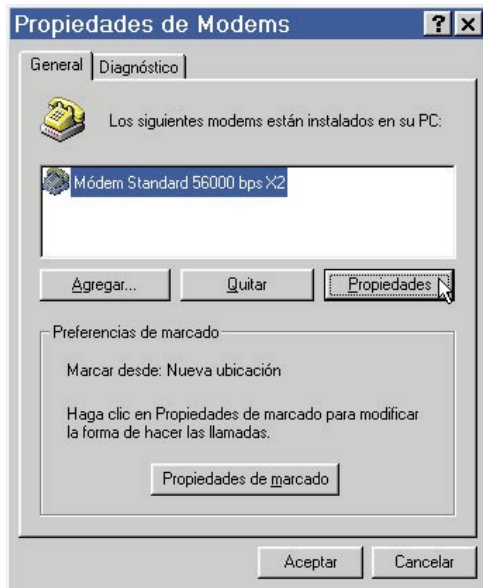 Propiedades de Modems
General
Diagnóstico
Los siguientes modems están instalados en su PC:
Módem Standard 56000 bps X2
Agregar...
Quitar
Propiedades
Preferencias de marcado
Marcar desde: Nueva ubicación
Haga clic en Propiedades de marcado para modificar
la forma de hacer las llamadas.
Propiedades de marcado
Aceptar
Cancelar